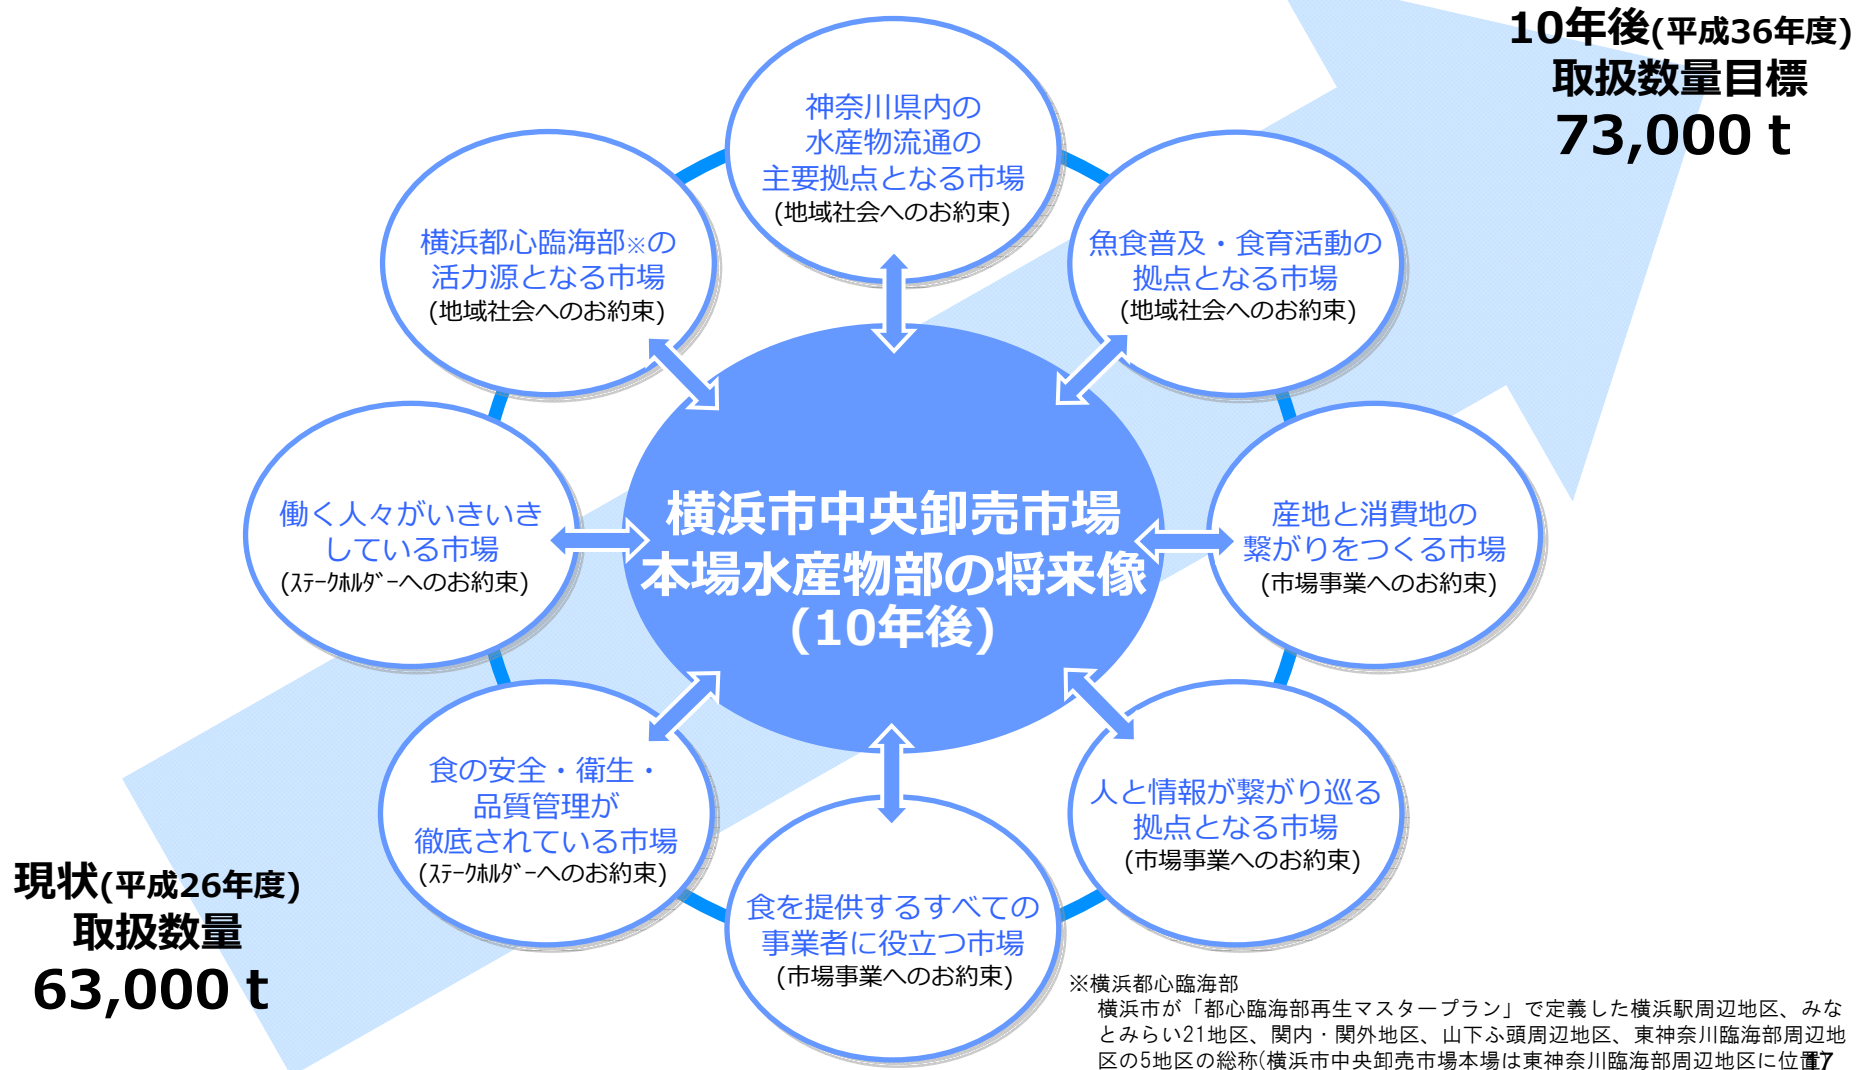 10年後(平成36年度)
取扱数量目標
73,000ｔ
神奈川県内の
水産物流通の
主要拠点となる市場
(地域社会へのお約束)
横浜都心臨海部※の
活力源となる市場
(地域社会へのお約束)
魚食普及・食育活動の
拠点となる市場
(地域社会へのお約束)
働く人々がいきいき
している市場
(ｽﾃｰｸﾎﾙﾀﾞｰへのお約束)
横浜市中央卸売市場
本場水産物部の将来像
(10年後)
産地と消費地の
繋がりをつくる市場
(市場事業へのお約束)
食の安全・衛生・
品質管理が
徹底されている市場
(ｽﾃｰｸﾎﾙﾀﾞｰへのお約束)
人と情報が繋がり巡る
拠点となる市場
(市場事業へのお約束)
食を提供するすべての
事業者に役立つ市場
(市場事業へのお約束)
現状(平成26年度)
取扱数量
63,000ｔ
※横浜都心臨海部
横浜市が「都心臨海部再生マスタープラン」で定義した横浜駅周辺地区、みな
とみらい21地区、関内・関外地区、山下ふ頭周辺地区、東神奈川臨海部周辺地
区の5地区の総称(横浜市中央卸売市場本場は東神奈川臨海部周辺地区に位置)
17